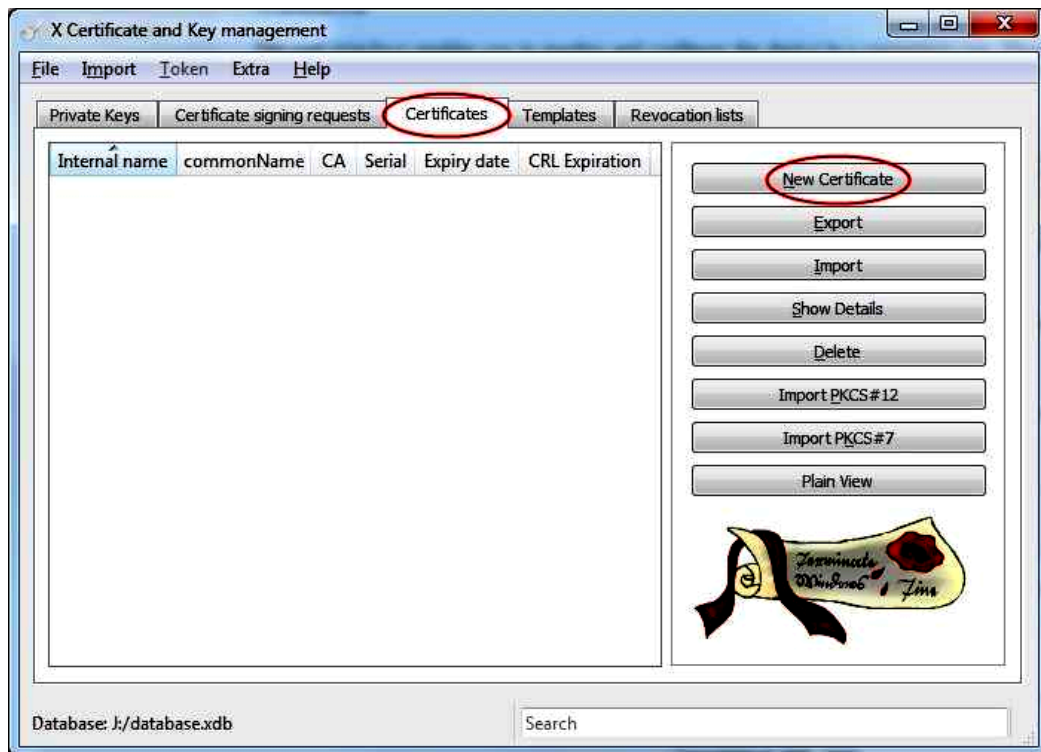 X Certificate and Key management
File Import Token Extra Help
Private Keys Certificate signing requests Certificates Templates Revocation lists
Internal name commonName CA Serial Expiry date CRL Expiration
New Certificate
Export
Import
Show Details
Delete
Import PKCS#12
Import PKCS#7
Plain View
Terminate
Windows
Database: J:/database.xdb
Search